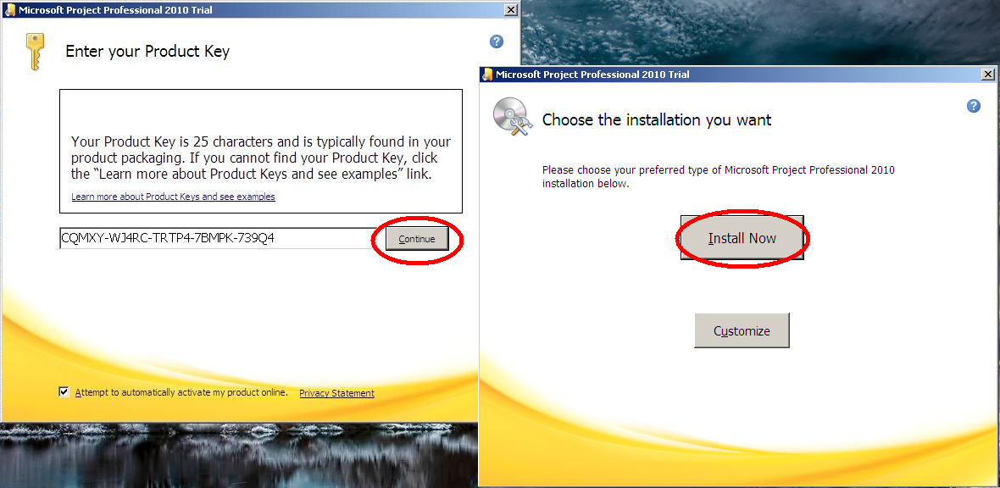 Microsoft Project Professional 2010 Trial
Enter your Product Key
Your Product Key is 25 characters and is typically found in your
product packaging. If you cannot find your Product Key, click
the “Learn more about Product Keys and see examples” link.
Learn more about Product Keys and see examples
CQMXY-WJ4RC-TRTP4-7BMPK-739Q4
Continue
Attempt to automatically activate my product online.
Privacy Statement
Microsoft Project Professional 2010 Trial
Choose the installation you want
Please choose your preferred type of Microsoft Project Professional 2010
installation below.
Install Now
Customize